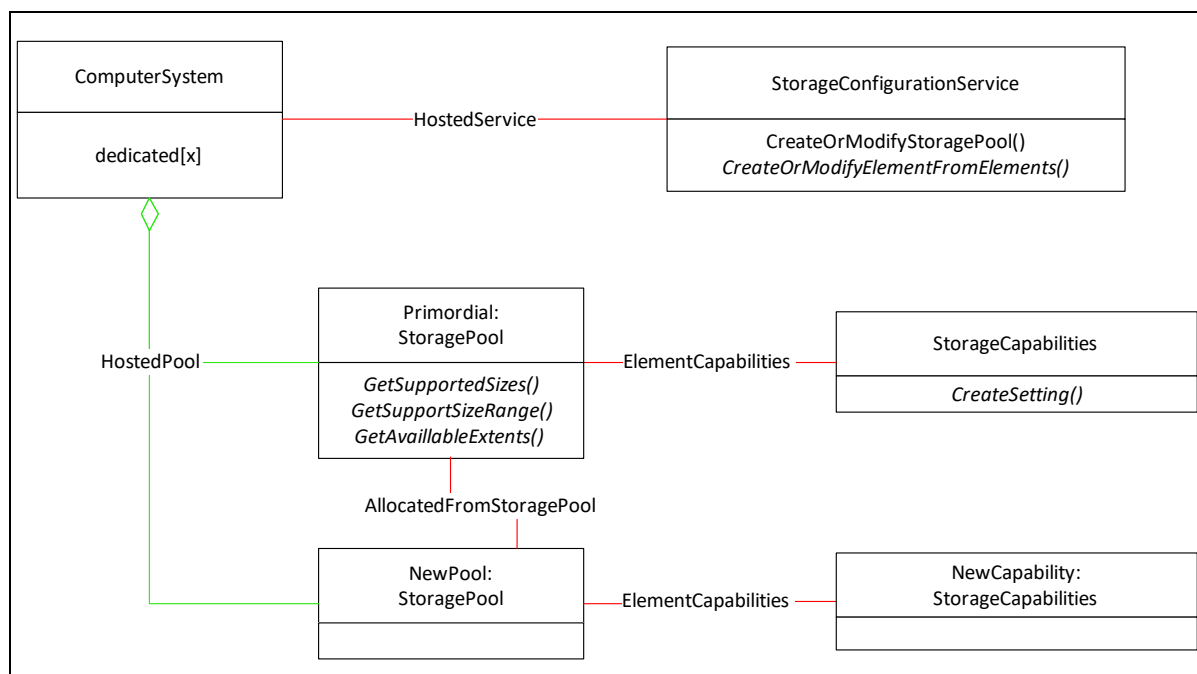 ComputerSystem
dedicated[x]
HostedService
StorageConfigurationService
CreateOrModifyStoragePool()
CreateOrModifyElementFromElements()
HostedPool
Primordial:
StoragePool
GetSupportedSizes()
GetSupportSizeRange()
GetAvaillableExtents()
ElementCapabilities
StorageCapabilities
CreateSetting()
AllocatedFromStoragePool
NewPool:
StoragePool
ElementCapabilities
NewCapability:
StorageCapabilities